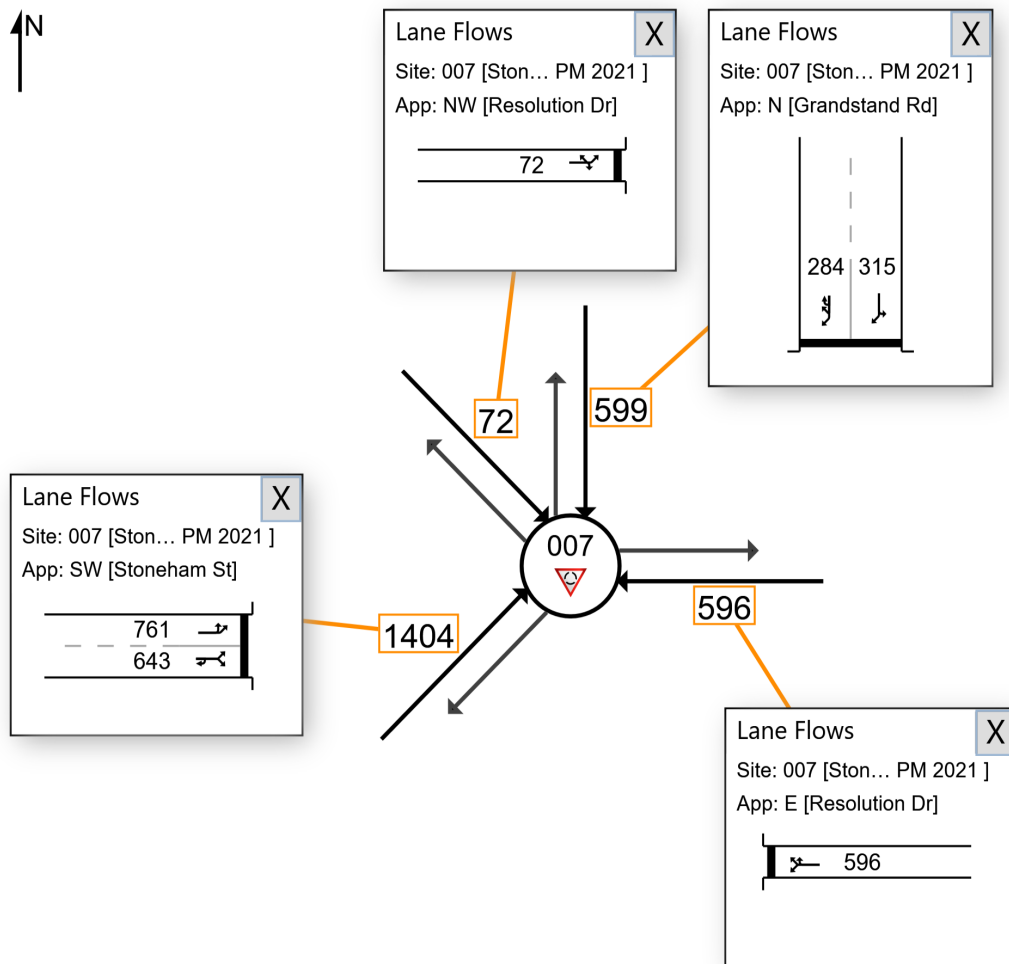 N
Lane Flows
X
Site: 007 [Ston... PM 2021 ]
App: NW [Resolution Dr]
72
Lane Flows
X
Site: 007 [Ston... PM 2021 ]
App: N [Grandstand Rd]
284 315
72
599
Lane Flows
X
Site: 007 [Ston... PM 2021 ]
App: SW [Stoneham St]
761
643
007
1404
596
Lane Flows
X
Site: 007 [Ston... PM 2021 ]
App: E [Resolution Dr]
596